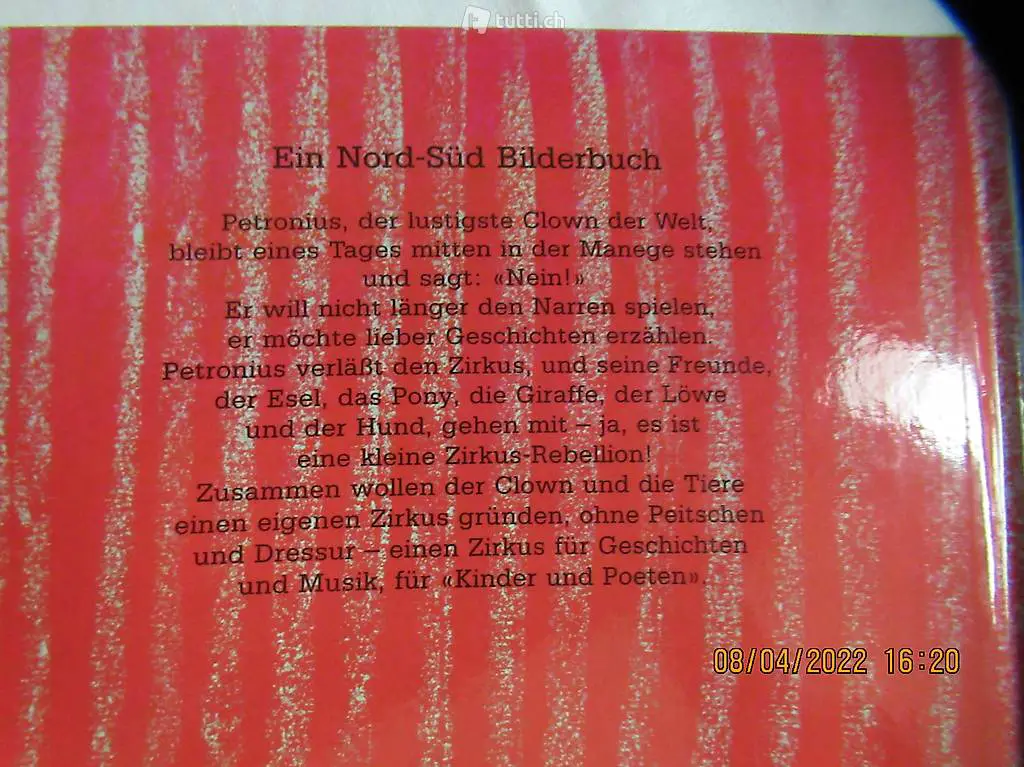 tutti.ch
Ein Nord-Süd Bilderbuch
Petronius, der lustigste Clown der Welt,
bleibt eines Tages mitten in der Manege stehen
und sagt: «Nein!»
Er will nicht länger den Narren spielen,
er möchte lieber Geschichten erzählen.
Petronius verläßt den Zirkus, und seine Freunde,
der Esel, das Pony, die Giraffe, der Löwe
und der Hund, gehen mit – ja, es ist
eine kleine Zirkus-Rebellion!
Zusammen wollen der Clown und die Tiere
einen eigenen Zirkus gründen, ohne Peitschen
und Dressur – einen Zirkus für Geschichten
und Musik, für «Kinder und Poeten».
08/04/2022 16:20